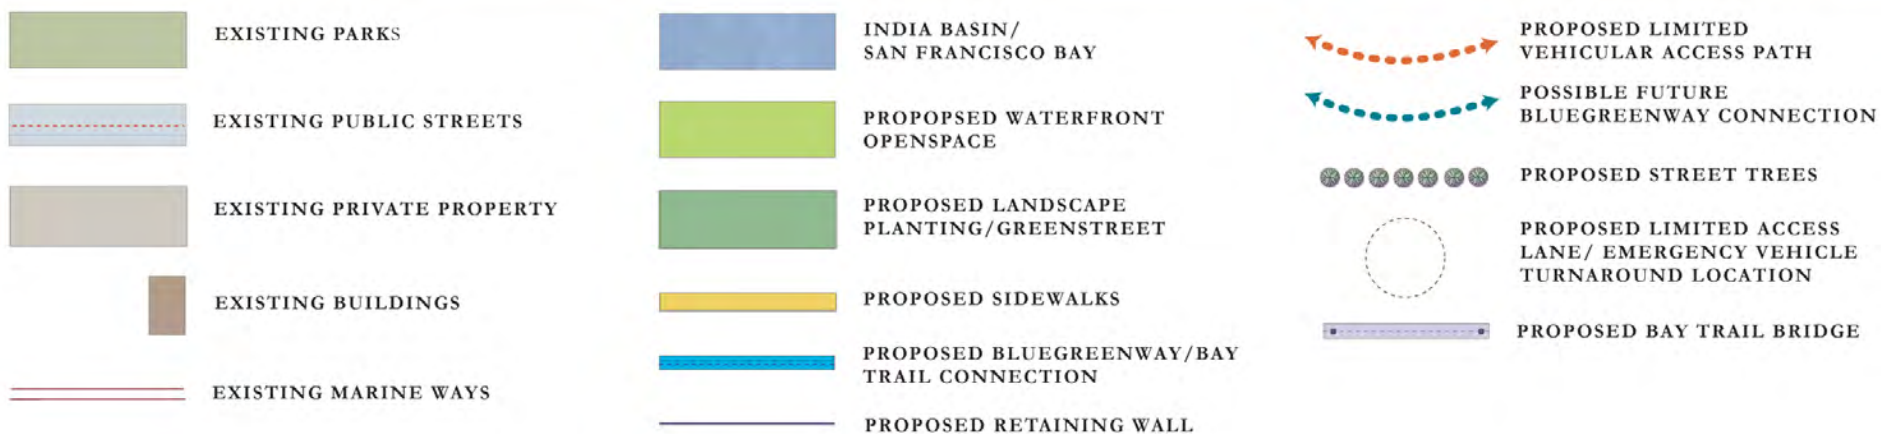 EXISTING PARKS
EXISTING PUBLIC STREETS
EXISTING PRIVATE PROPERTY
EXISTING BUILDINGS
EXISTING MARINE WAYS
INDIA BASIN/
SAN FRANCISCO BAY
PROPOPSED WATERFRONT
OPENSPACE
PROPOSED LANDSCAPE
PLANTING/GREENSTREET
PROPOSED SIDEWALKS
PROPOSED BLUEGREENWAY/BAY
TRAIL CONNECTION
PROPOSED RETAINING WALL
PROPOSED LIMITED
VEHICULAR ACCESS PATH
POSSIBLE FUTURE
BLUEGREENWAY CONNECTION
PROPOSED STREET TREES
PROPOSED LIMITED ACCESS
LANE/ EMERGENCY VEHICLE
TURNAROUND LOCATION
PROPOSED BAY TRAIL BRIDGE